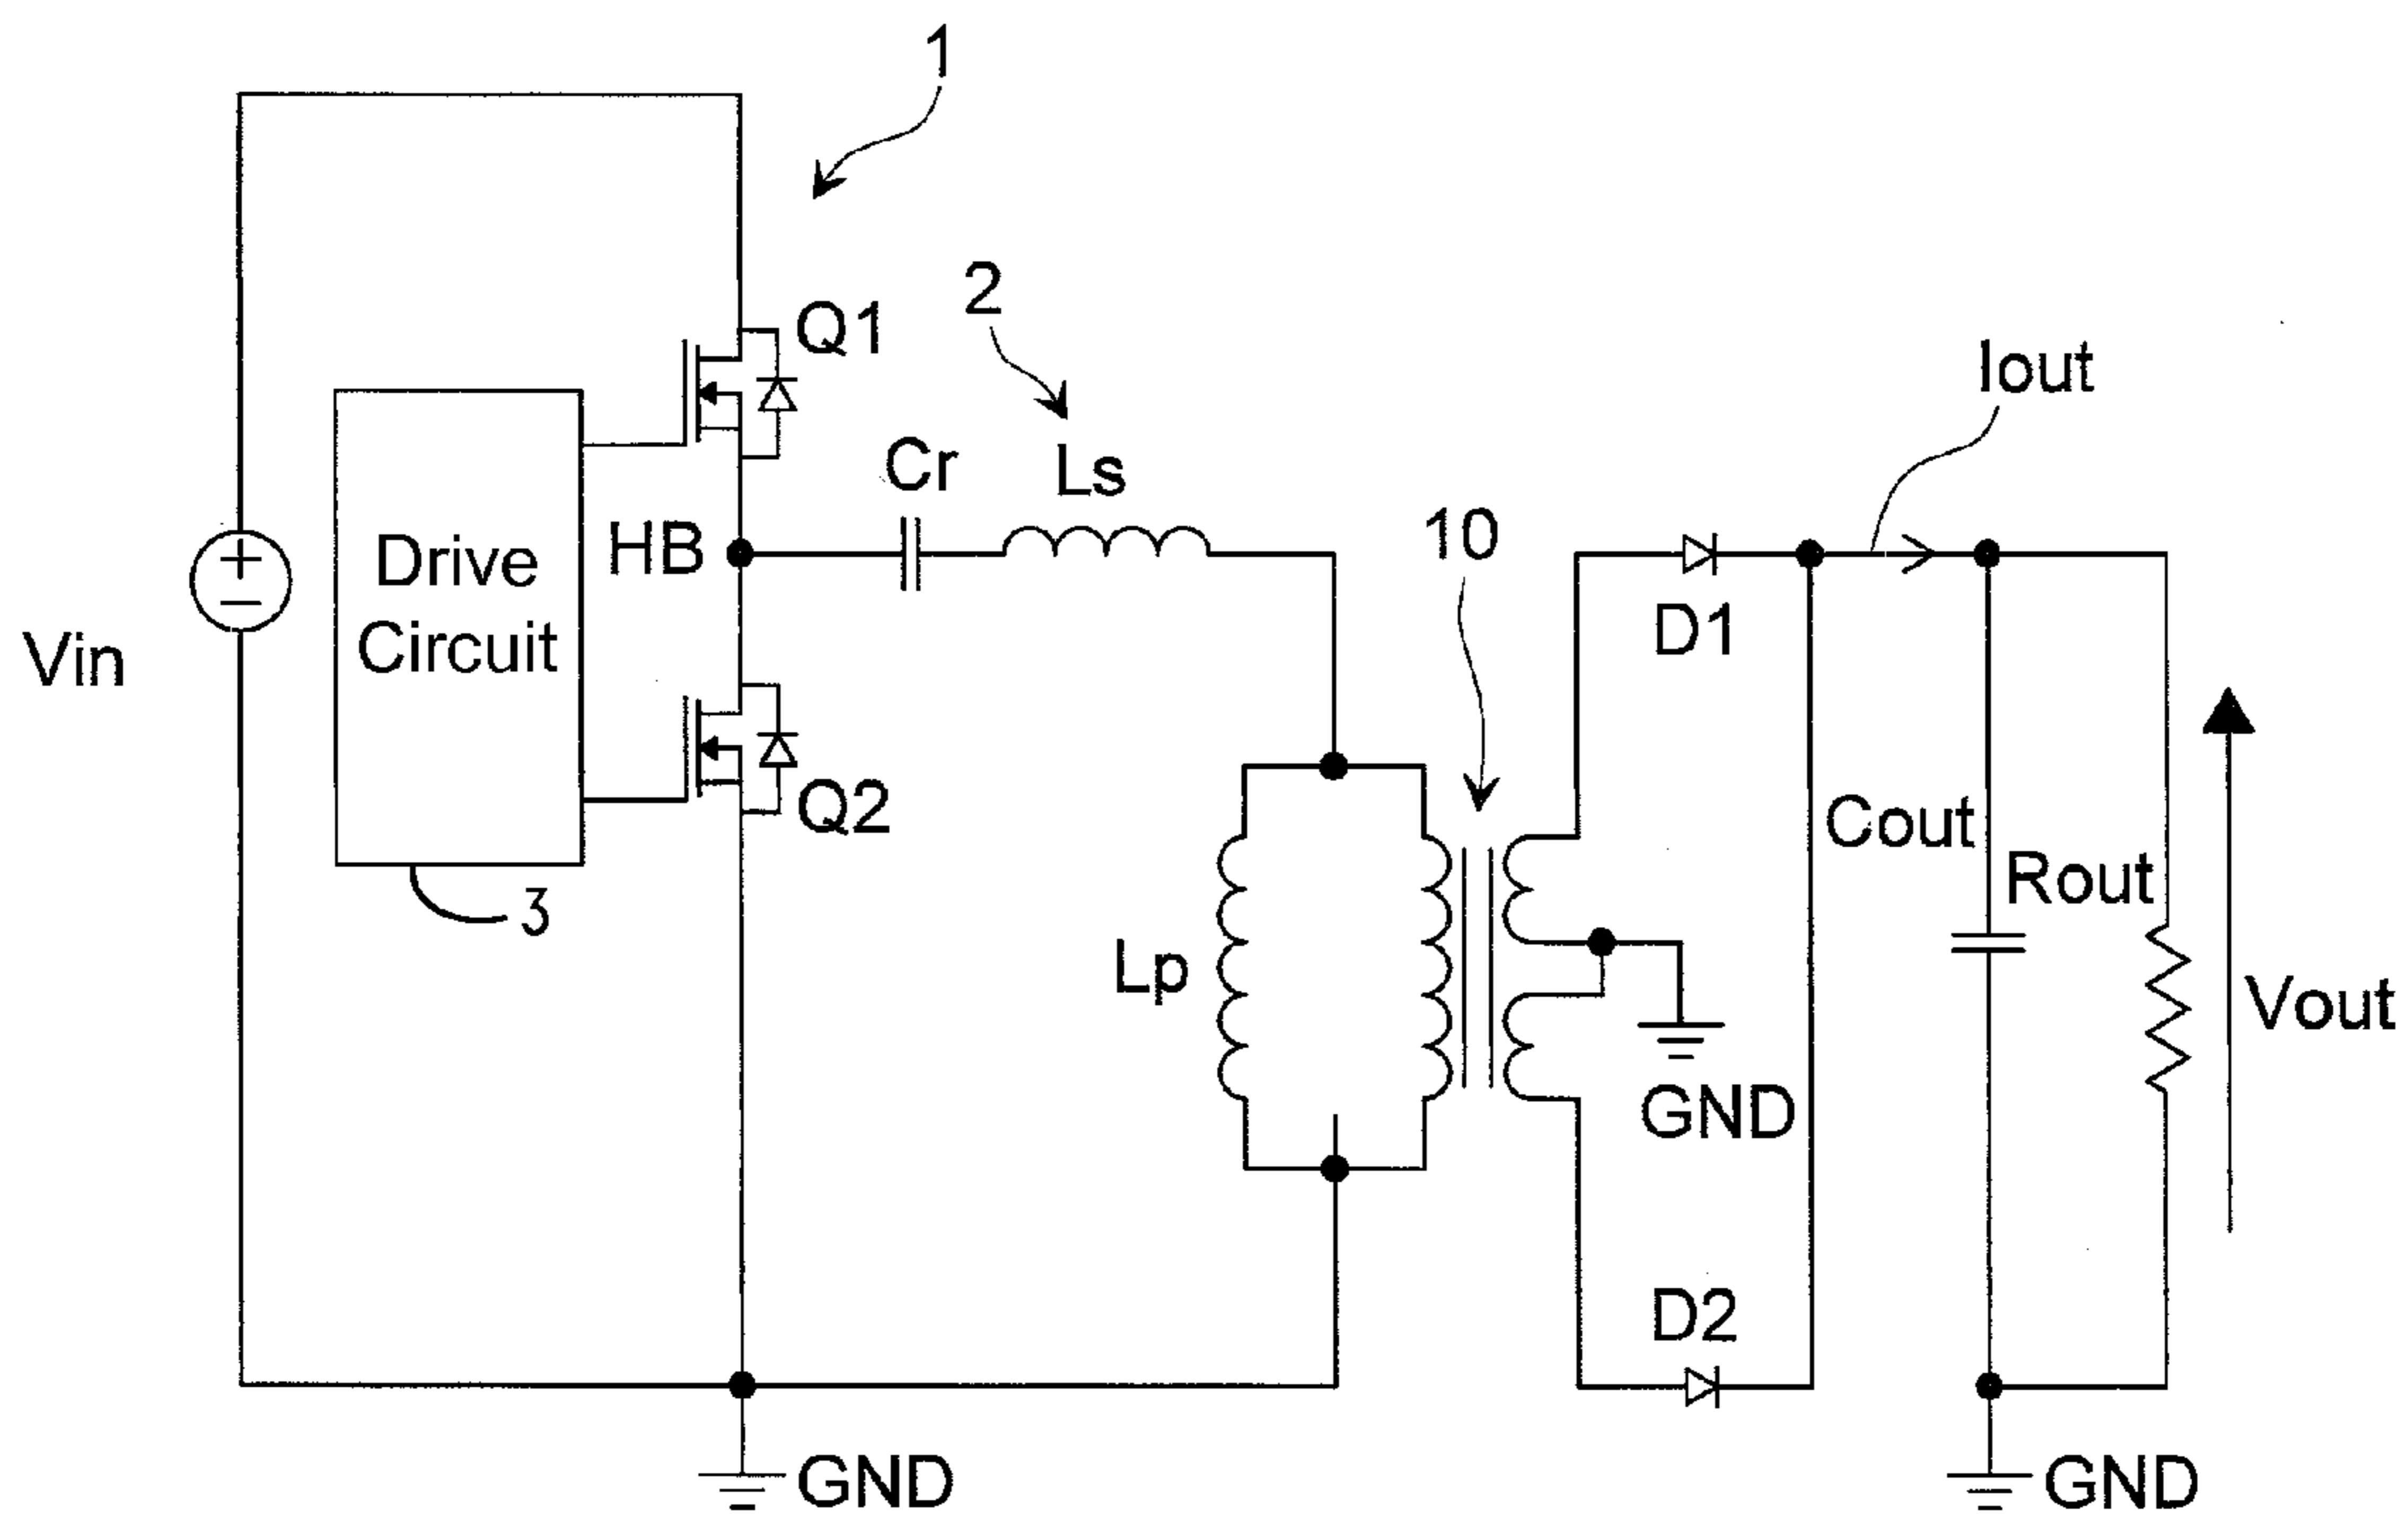 1
2
Q1
Iout
Cr
Ls
10
HB
Drive
Circuit
D1
Vin
Q2
Cout
Rout
3
Lp
Vout
GND
D2
GND
GND